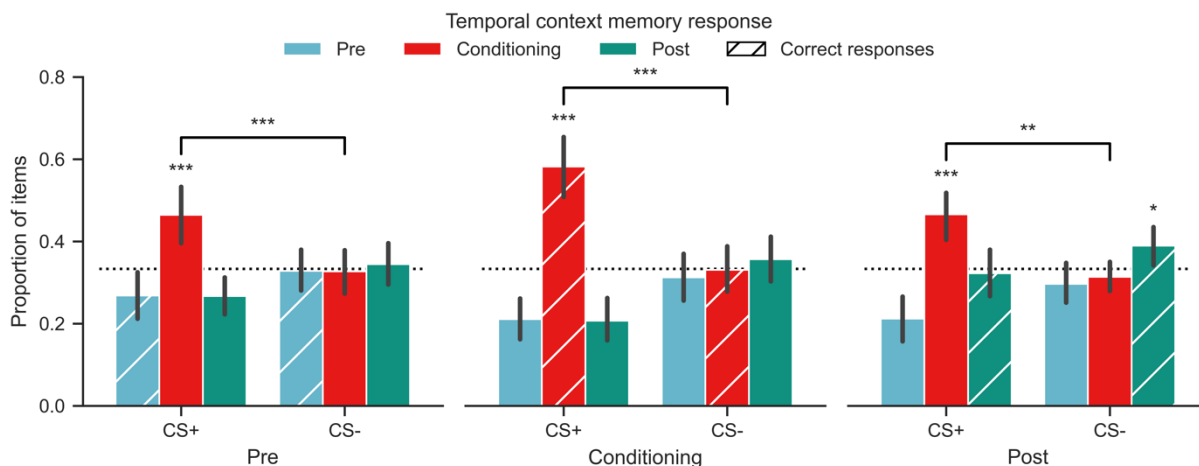 Temporal context memory response
Pre Conditioning Post Correct responses
Proportion of items
0.8
0.6
0.4
0.2
0.0
***
***
CS+ CS-
Pre
***
***
CS+ CS-
Conditioning
**
***
*
CS+ CS-
Post